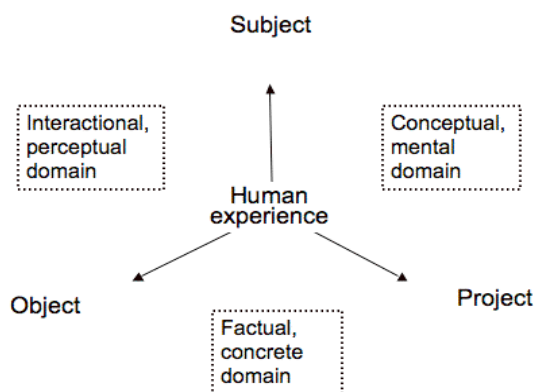 Subject
Interactional,
perceptual
domain
Conceptual,
mental
domain
Human
experience
Object
Project
Factual,
concrete
domain